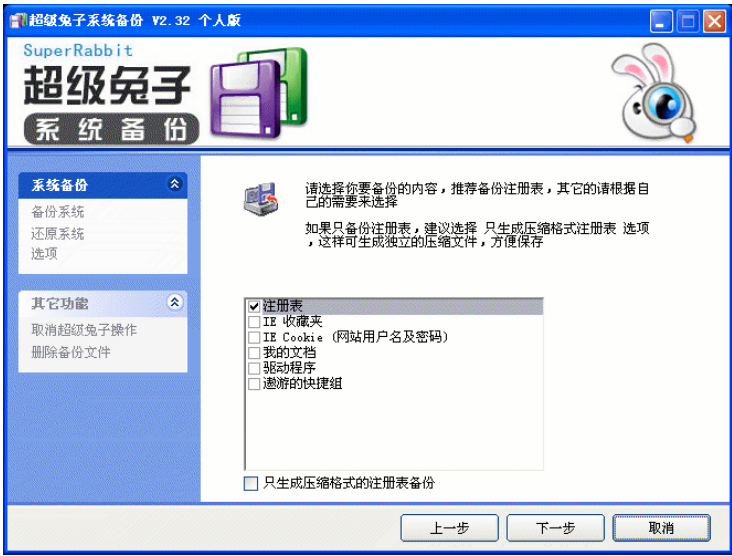 超级兔子系统备份 V2.32 个人版
SuperRabbit
超级兔子
系统备份
系统备份
备份系统
还原系统
选项
其它功能
取消超级兔子操作
删除备份文件
请选择你要备份的内容，推荐备份注册表，其它的请根据自
己的需要来选择
如果只备份注册表，建议选择 只生成压缩格式注册表 选项
，这样可生成独立的压缩文件，方便保存
注册表
IE 收藏夹
IE Cookie (网站用户名及密码)
我的文档
驱动程序
遨游的快捷组
只生成压缩格式的注册表备份
上一步
下一步
取消